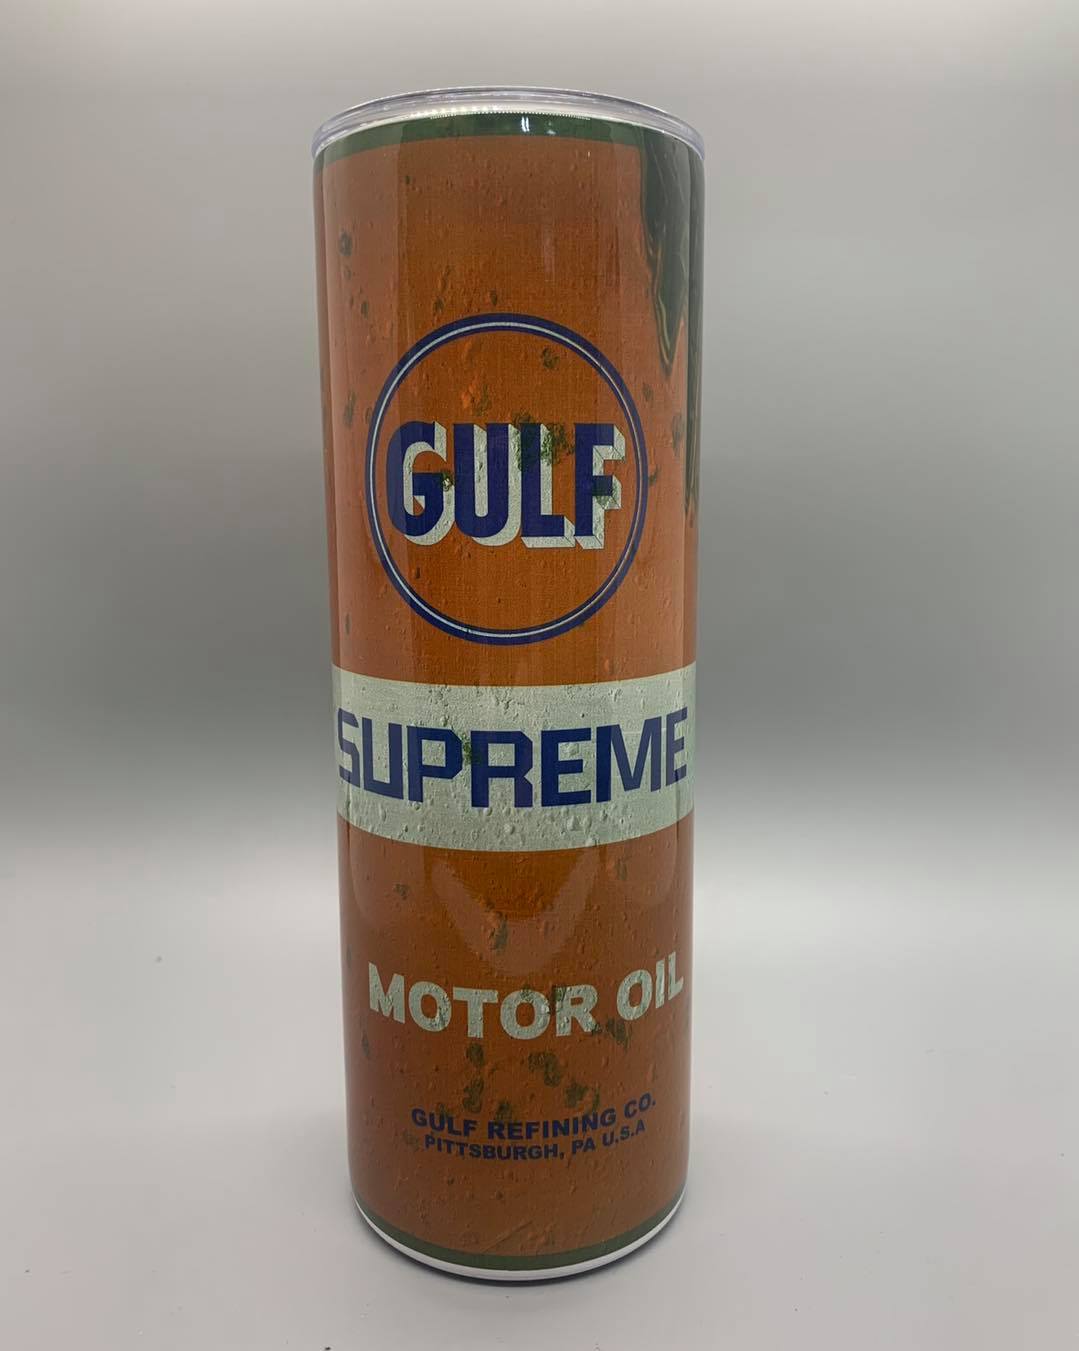 GULF
SUPREME
MOTOR OIL
GULF REFINING CO.
PITTSBURGH, PA U.S.A